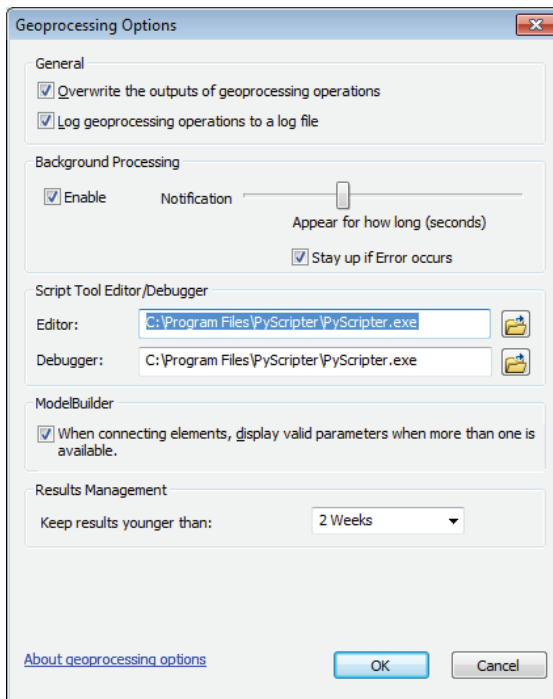 Geoprocessing Options
General
Overwrite the outputs of geoprocessing operations
Log geoprocessing operations to a log file
Background Processing
Enable
Notification
Appear for how long (seconds)
Stay up if Error occurs
Script Tool Editor/Debugger
Editor:
C:\Program Files\PyScripter\PyScripter.exe
Debugger:
C:\Program Files\PyScripter\PyScripter.exe
ModelBuilder
When connecting elements, display valid parameters when more than one is
available.
Results Management
Keep results younger than:
2 Weeks
About geoprocessing options
OK
Cancel